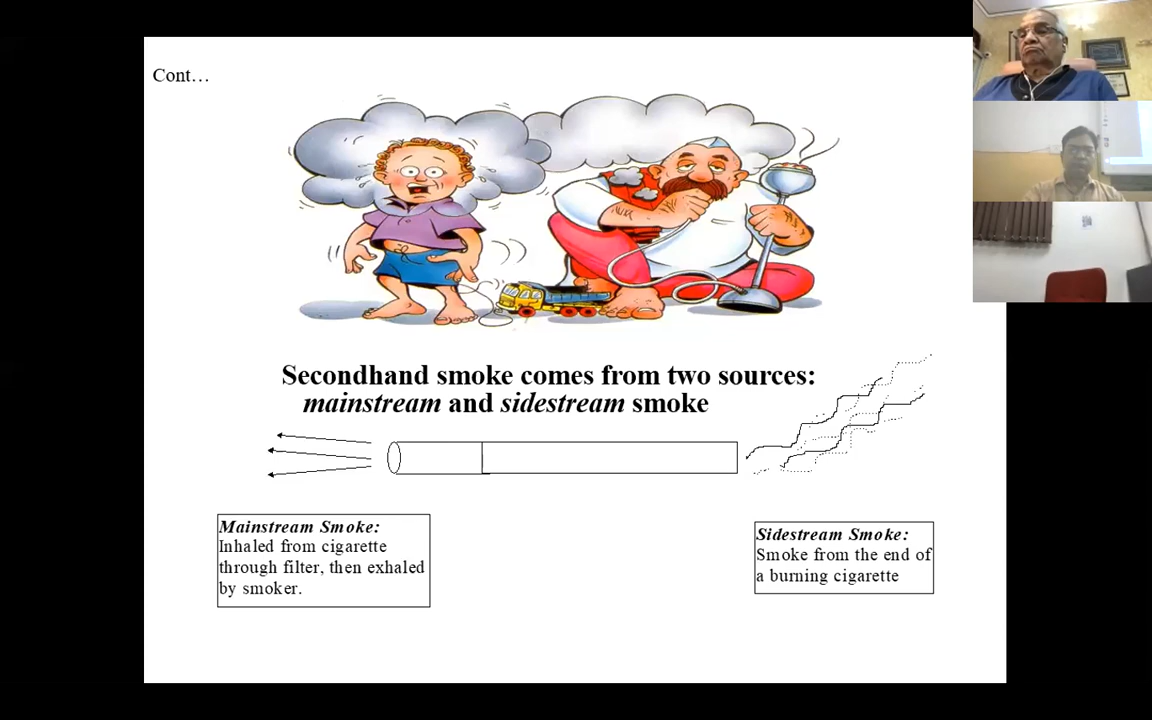 Cont…
Secondhand smoke comes from two sources:
mainstream and sidestream smoke
Mainstream Smoke:
Inhaled from cigarette
through filter, then exhaled
by smoker.
Sidestream Smoke:
Smoke from the end of
a burning cigarette